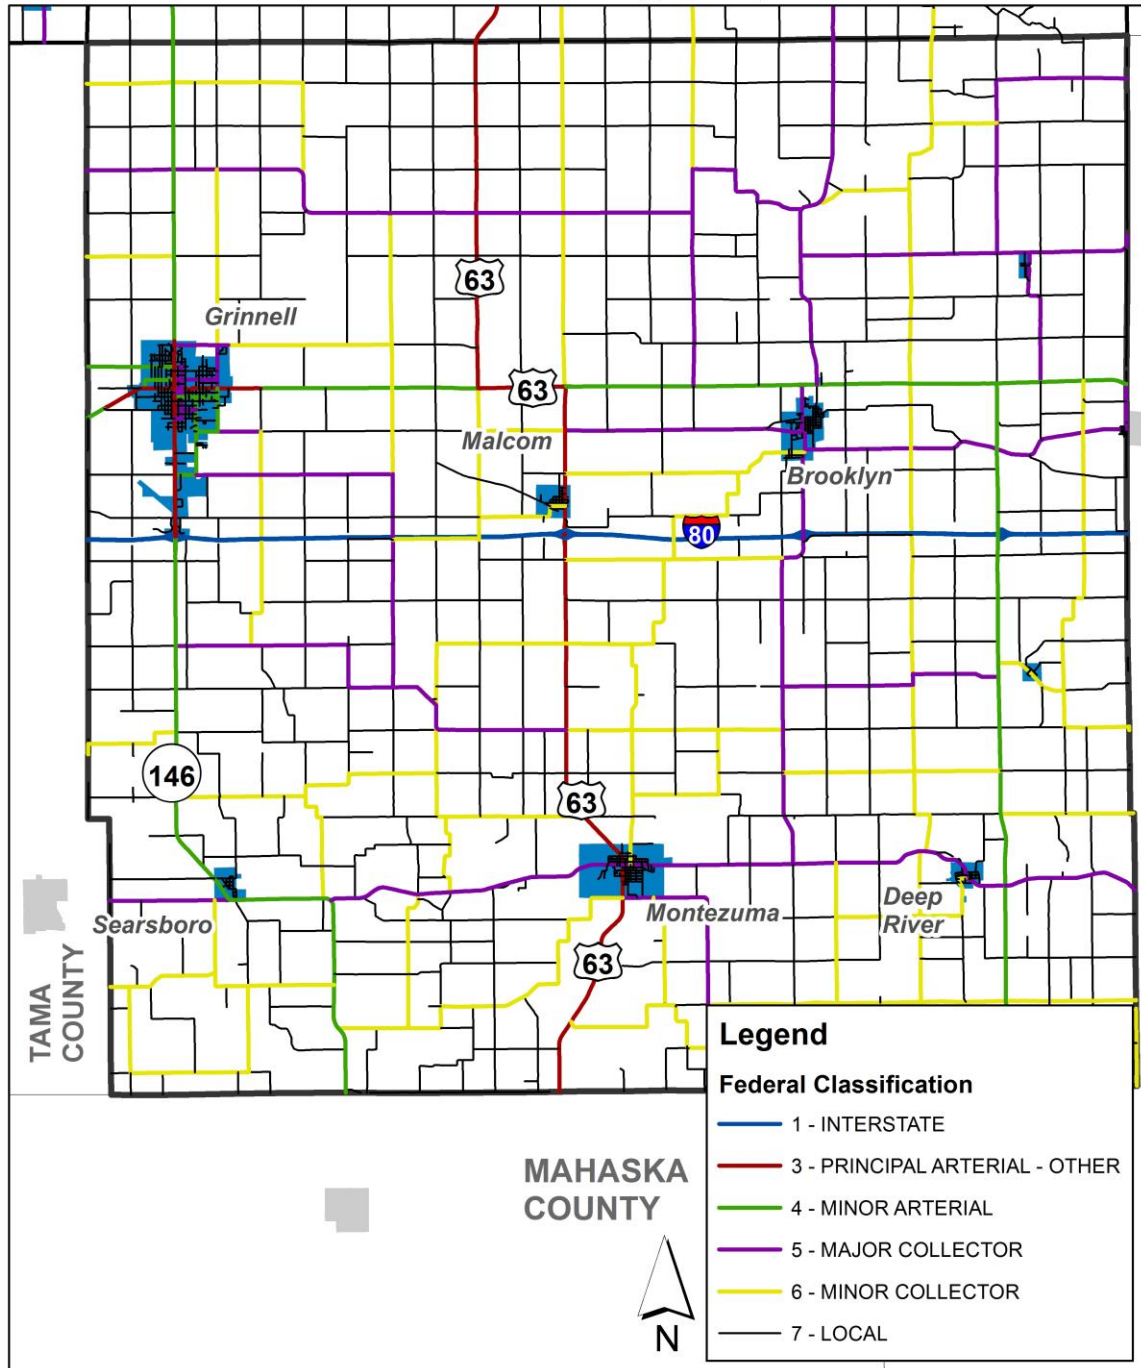 63
Grinnell
63
Malcom
Brooklyn
80
146
63
Searsboro
Montezuma
Deep
River
63
TAMA
COUNTY
MAHASKA
COUNTY
N
Legend
Federal Classification
1 - INTERSTATE
3 - PRINCIPAL ARTERIAL - OTHER
4 - MINOR ARTERIAL
5 - MAJOR COLLECTOR
6 - MINOR COLLECTOR
7 - LOCAL